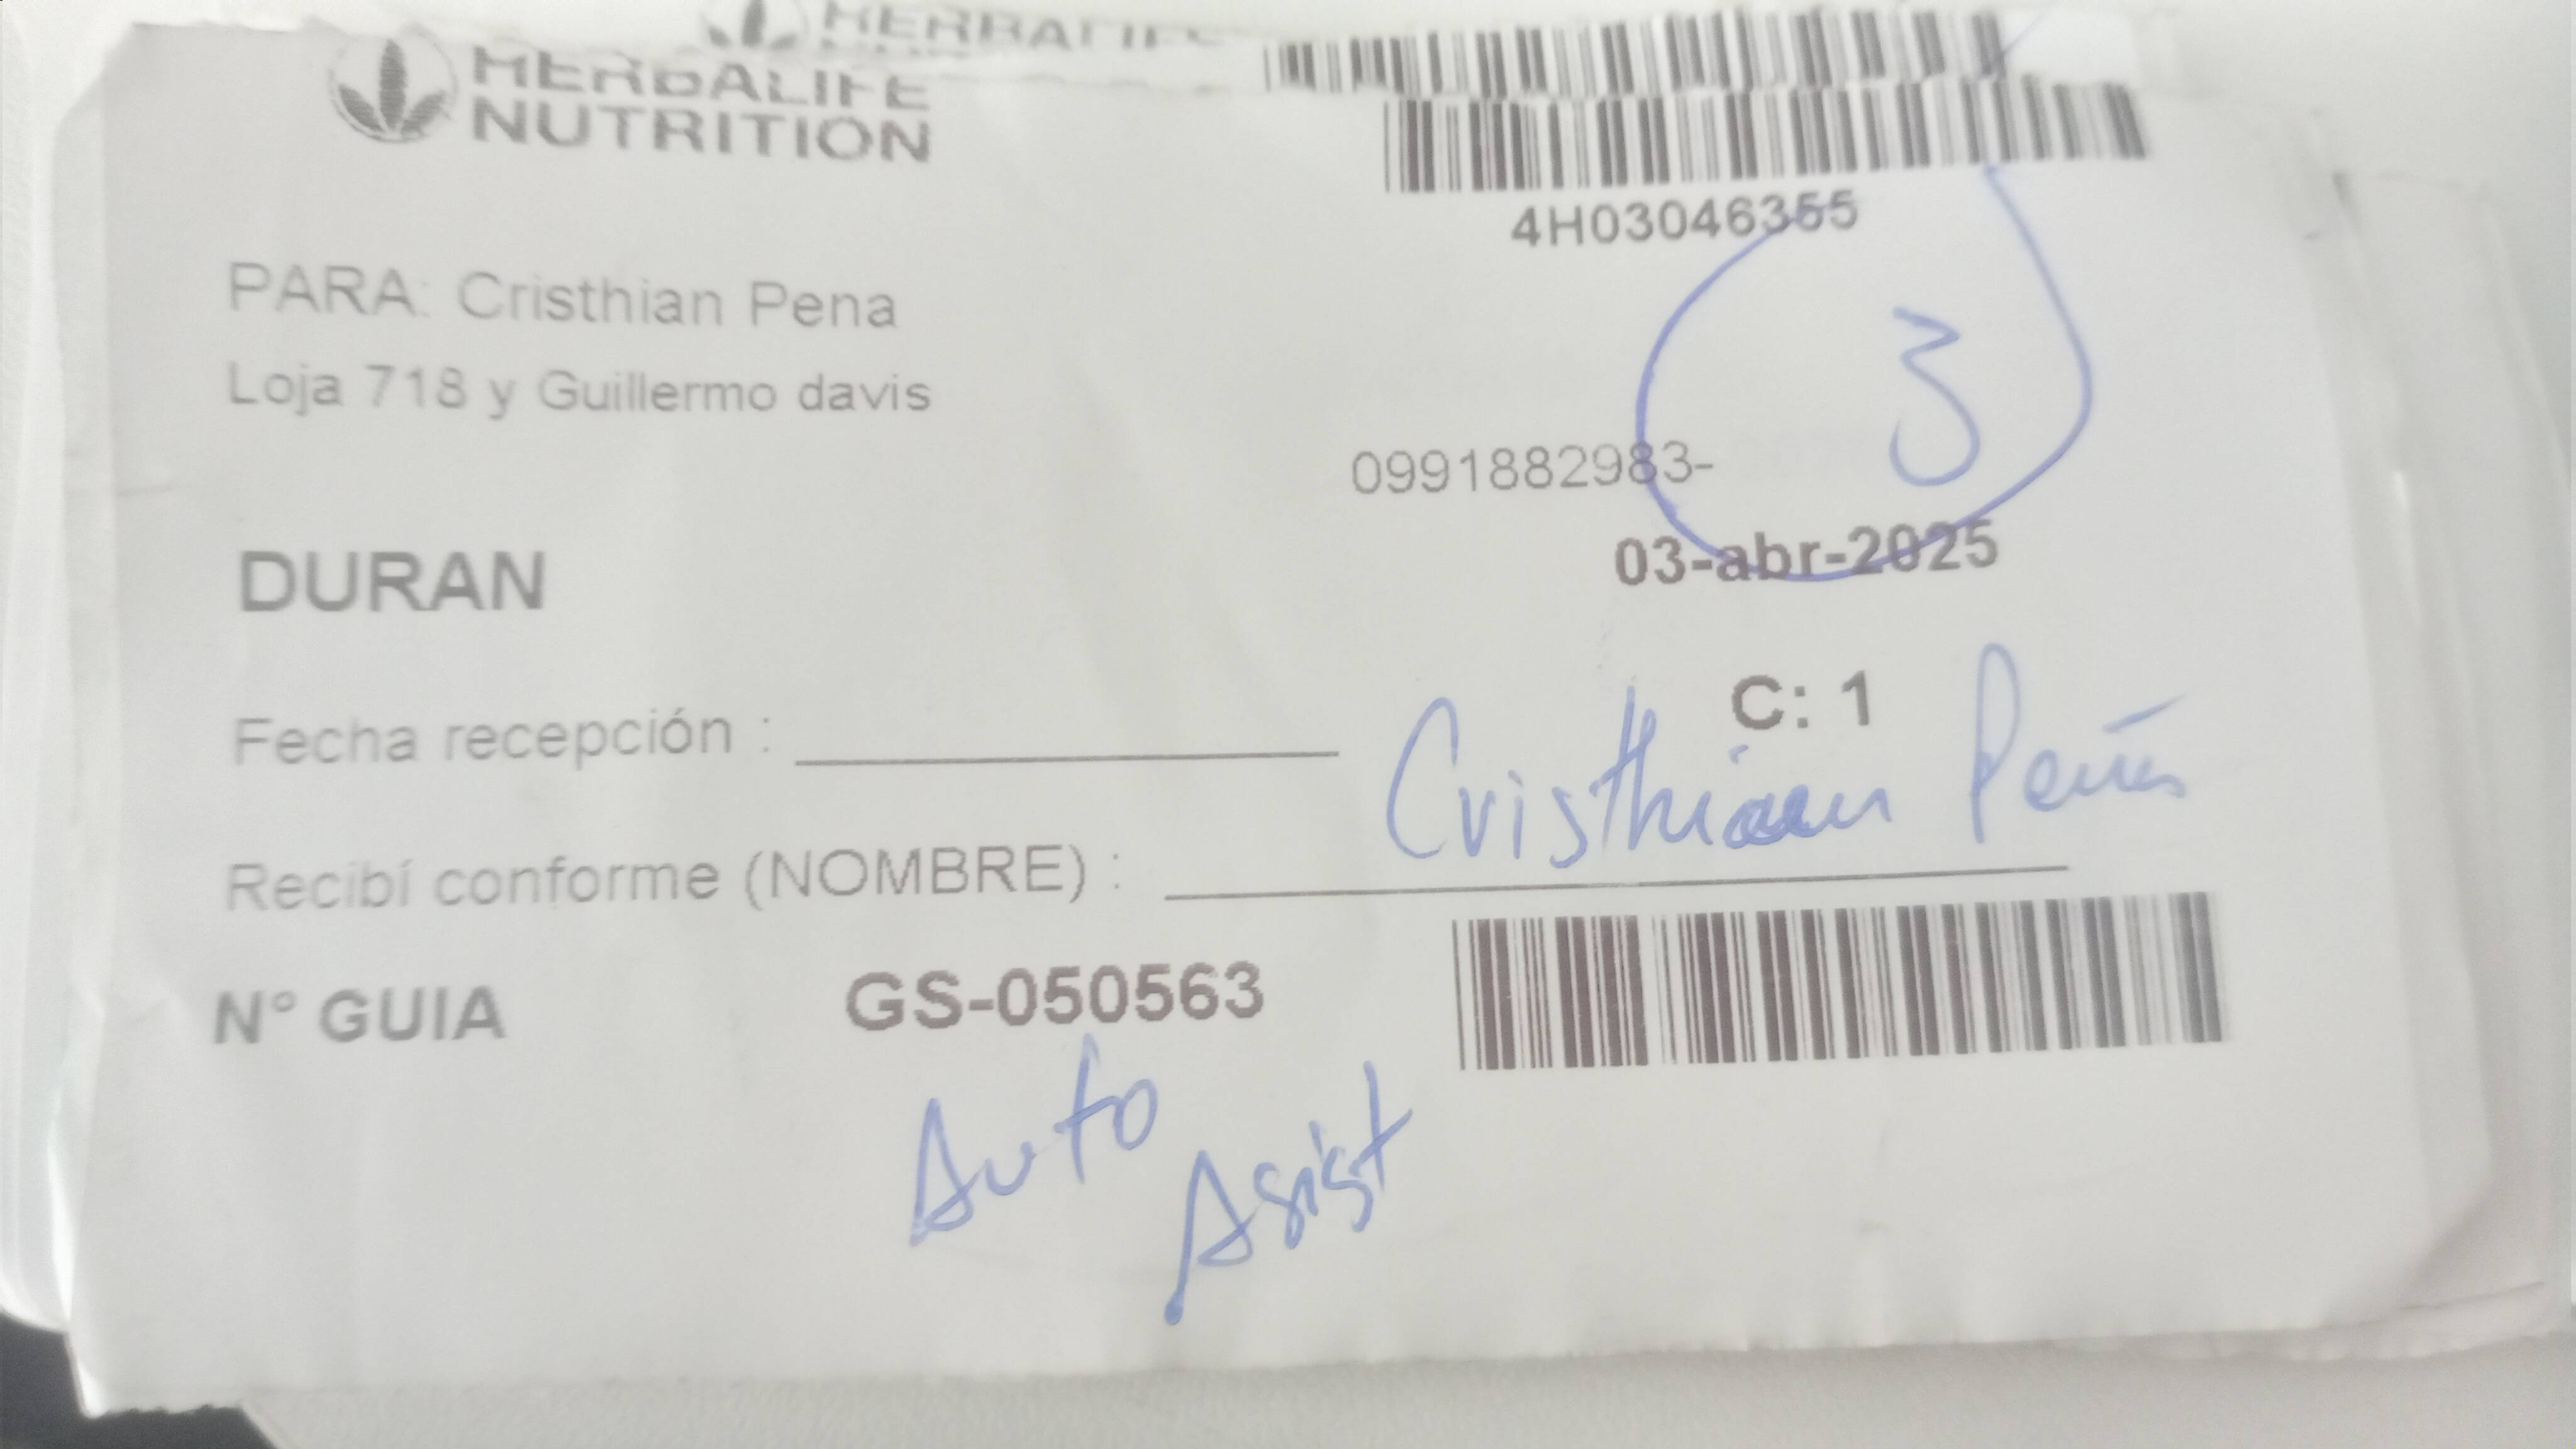 HERBALIFE
HERBALIFE
NUTRITION
4H03046355
PARA: Cristhian Pena
Loja 718 y Guillermo davis
3
0991882983-
03-abr-2025
DURAN
C: 1
Fecha recepción :
Cristhian Peña
Recibí conforme (NOMBRE) :
N° GUIA GS-050563
Auto
Asist